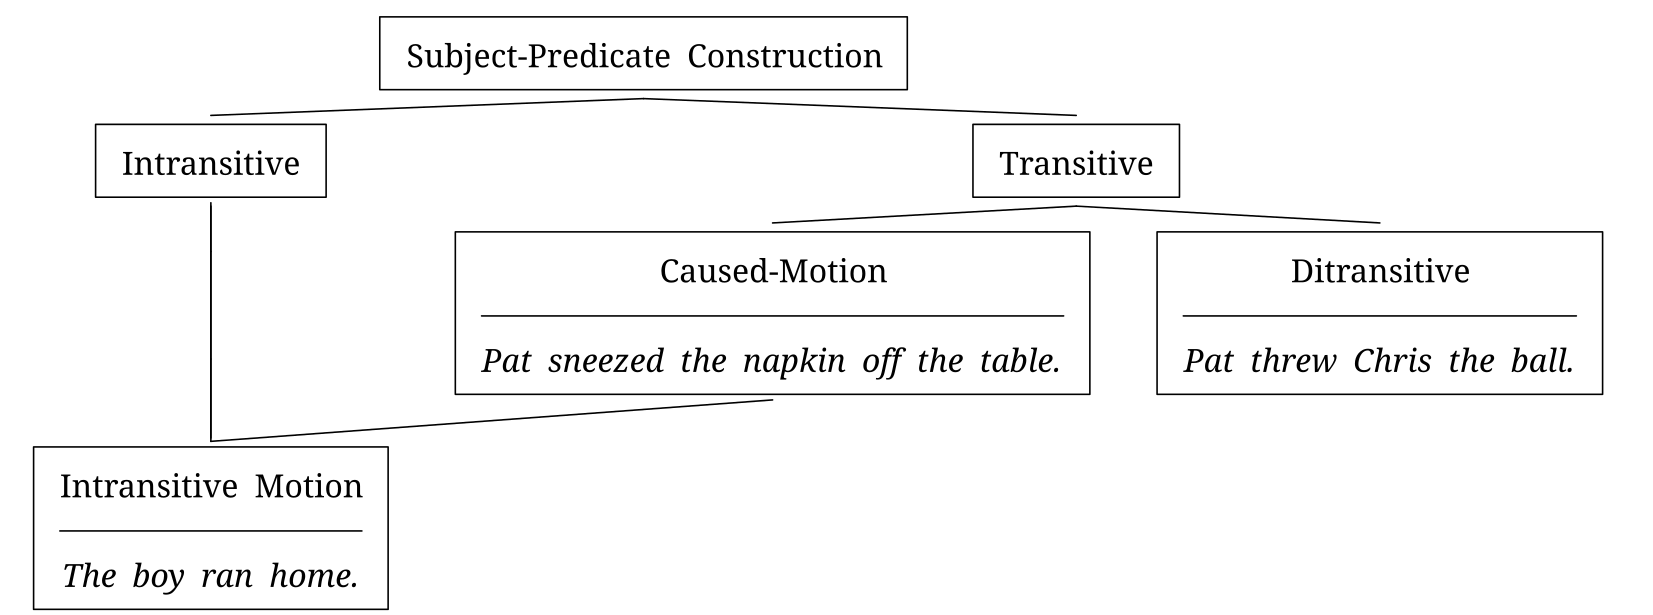 Subject-Predicate Construction
Intransitive
Transitive
Caused-Motion
Pat sneezed the napkin off the table.
Ditransitive
Pat threw Chris the ball.
Intransitive Motion
The boy ran home.